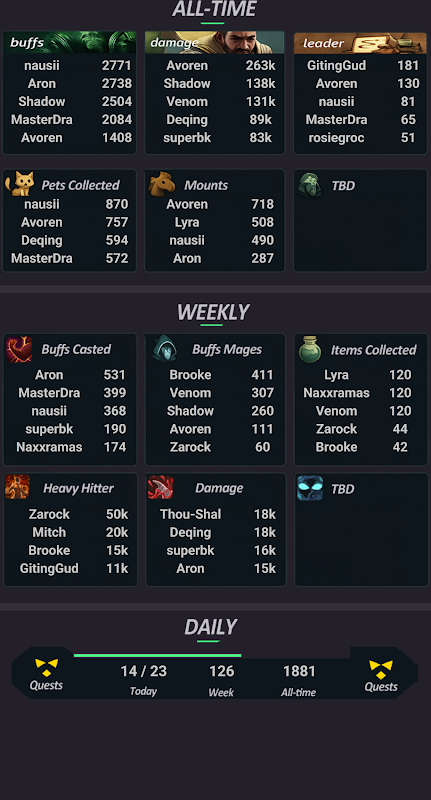 ALL-TIME
buffs damage leader
nausii 2771 Avoren 263k GitingGud 181
Aron 2738 Shadow 138k Avoren 130
Shadow 2504 Venom 131k nausii 81
MasterDra 2084 Deqing 89k MasterDra 65
Avoren 1408 superbk 83k rosiegroc 51
Pets Collected Mounts TBD
nausii 870 Avoren 718
Avoren 757 Lyra 508
Deqing 594 nausii 490
MasterDra 572 Aron 287
WEEKLY
Buffs Casted Buffs Mages Items Collected
Aron 531 Brooke 411 Lyra 120
MasterDra 399 Venom 307 Naxxramas 120
nausii 368 Shadow 260 Venom 120
superbk 190 Avoren 111 Zarock 44
Naxxramas 174 Zarock 60 Brooke 42
Heavy Hitter Damage TBD
Zarock 50k Thou-Shal 18k
Mitch 20k Deqing 18k
Brooke 15k superbk 16k
GitingGud 11k Aron 15k
DAILY
14 / 23 126 1881
Quests Today Week All-time Quests